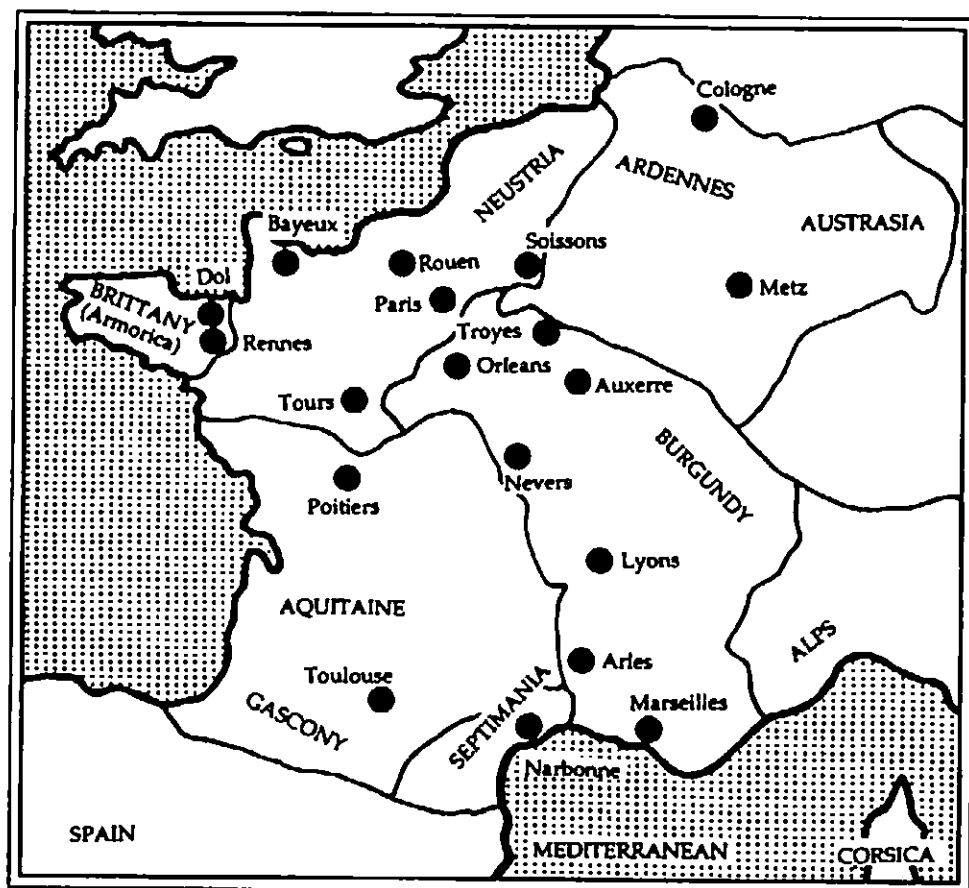 Cologne
ARDENNES
NEUSTRIA
AUSTRASIA
Bayeux
Soissons
Rouen
Dol
Metz
Paris
BRITTANY
(Armorica)
Troyes
Rennes
Orleans
Auxerre
Tours
BURGUNDY
Nevers
Poitiers
Lyons
AQUITAINE
ALPS
Arles
Toulouse
SEPTIMANIA
Marseilles
GASCONY
Narbonne
SPAIN
MEDITERRANEAN
CORSICA